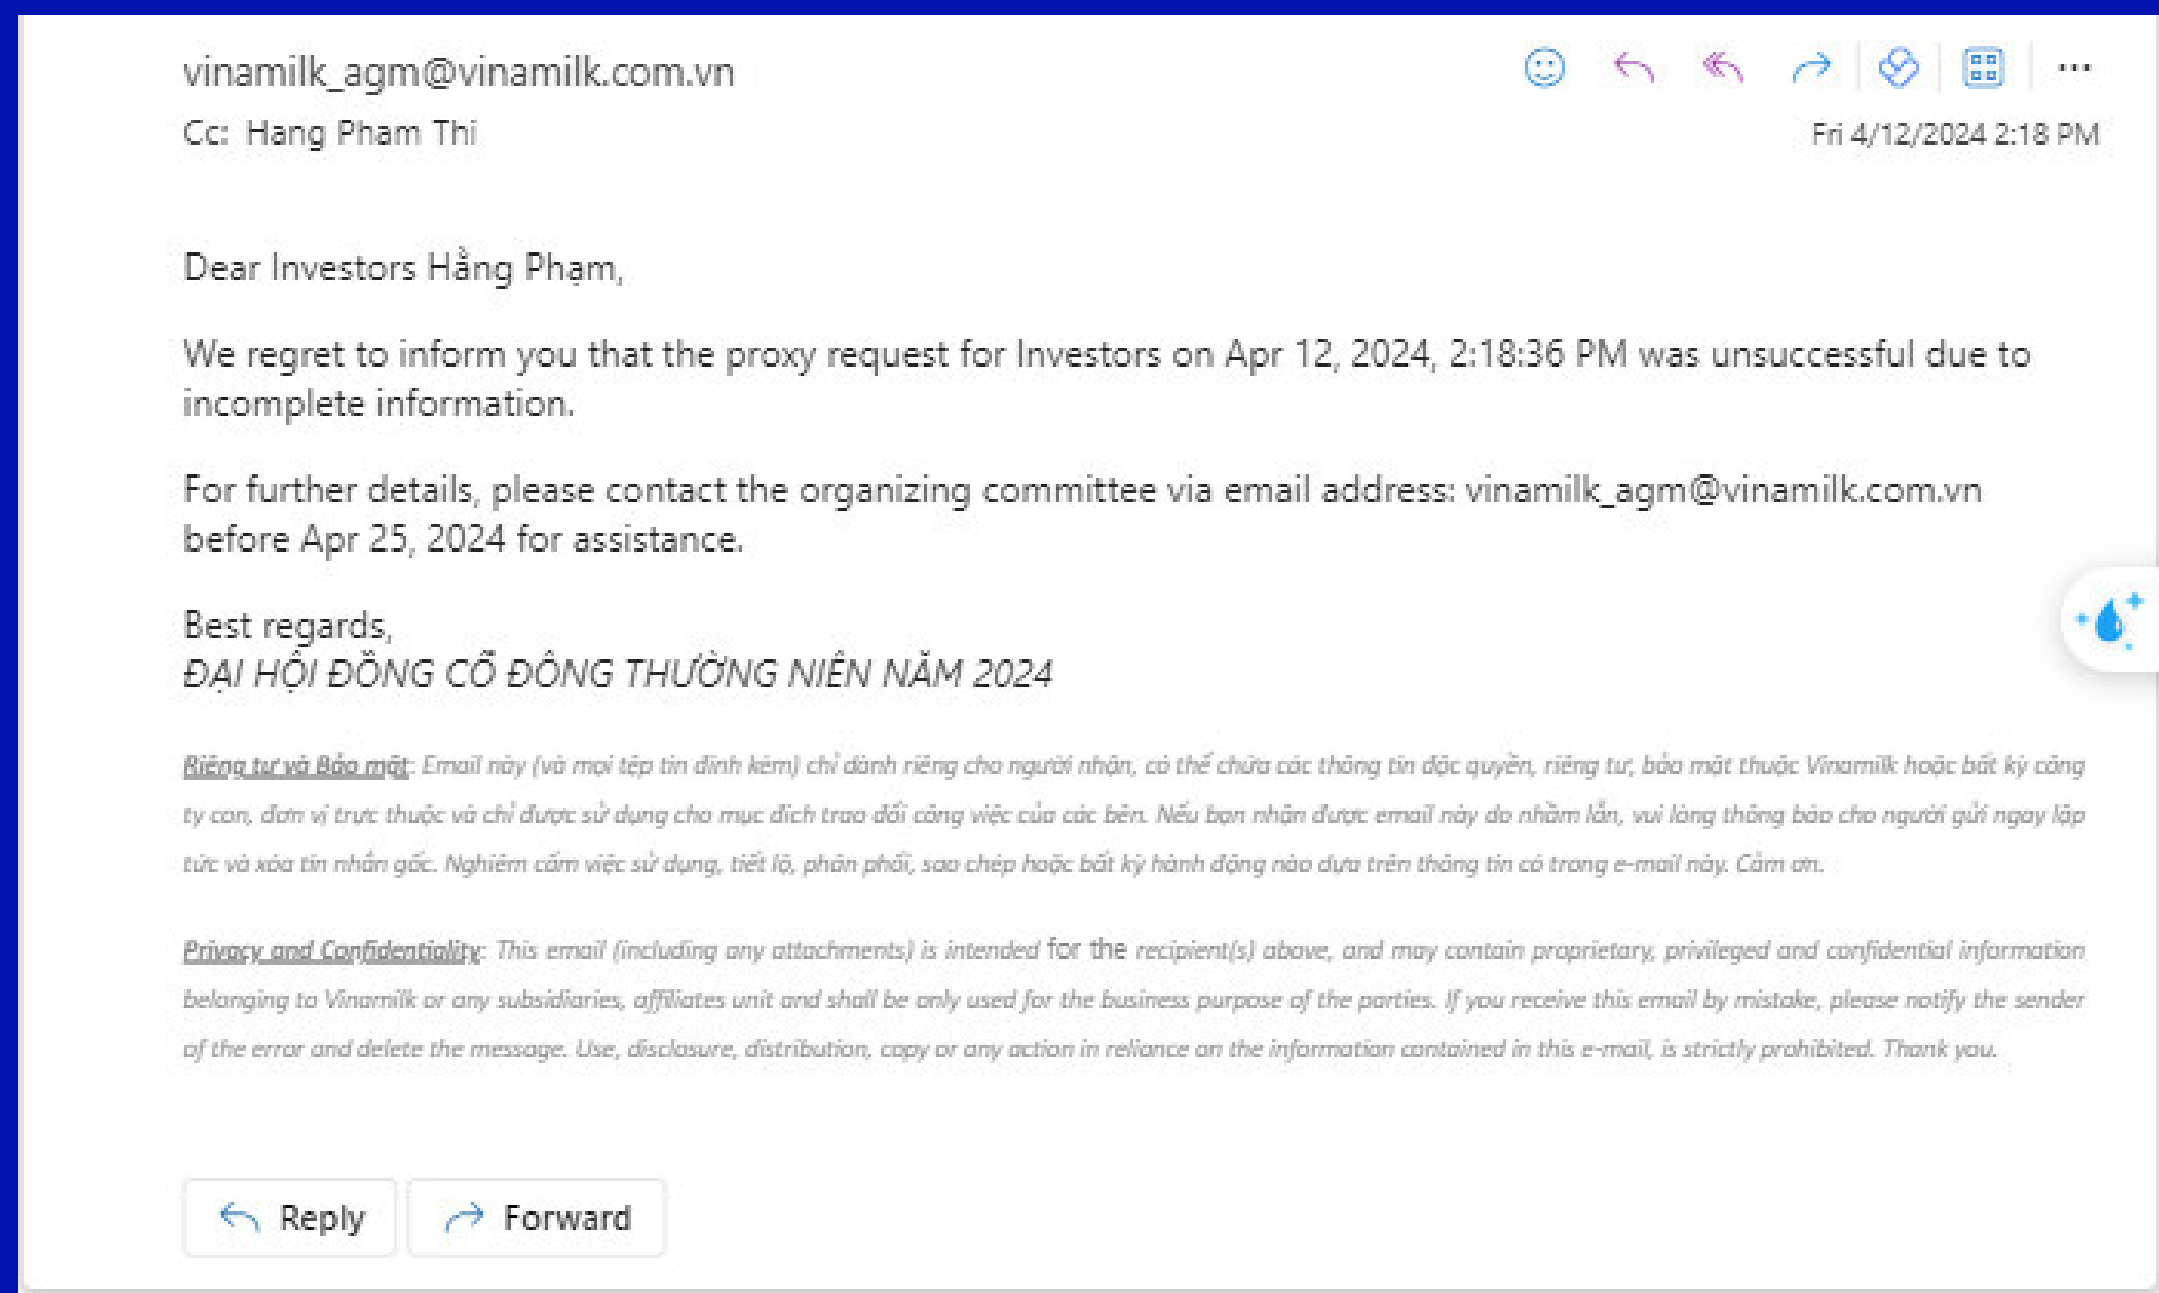 vinamilk_agm@vinamilk.com.vn
Cc: Hang Pham Thi
Fri 4/12/2024 2:18 PM
Dear Investors Hằng Phạm,
We regret to inform you that the proxy request for Investors on Apr 12, 2024, 2:18:36 PM was unsuccessful due to
incomplete information.
For further details, please contact the organizing committee via email address: vinamilk_agm@vinamilk.com.vn
before Apr 25, 2024 for assistance.
Best regards,
ĐẠI HỘI ĐỒNG CỔ ĐÔNG THƯỜNG NIÊN NĂM 2024
Riêng tư và Bảo mật: Email này (và mọi tệp tin đính kèm) chỉ dành riêng cho người nhận, có thể chứa các thông tin độc quyền, riêng tư, bảo mật thuộc Vinamilk hoặc bất kỳ công
ty con, đơn vị trực thuộc và chỉ được sử dụng cho mục đích trao đổi công việc của các bên. Nếu bạn nhận được email này do nhầm lẫn, vui lòng thông báo cho người gửi ngay lập
tức và xóa tin nhắn gốc. Nghiêm cấm việc sử dụng, tiết lộ, phân phối, sao chép hoặc bất kỳ hành động nào dựa trên thông tin có trong e-mail này. Cảm ơn.
Privacy and Confidentiality: This email (including any attachments) is intended for the recipient(s) above, and may contain proprietary, privileged and confidential information
belonging to Vinamilk or any subsidiaries, affiliates unit and shall be only used for the business purpose of the parties. If you receive this email by mistake, please notify the sender
of the error and delete the message. Use, disclosure, distribution, copy or any action in reliance on the information contained in this e-mail, is strictly prohibited. Thank you.
Reply
Forward